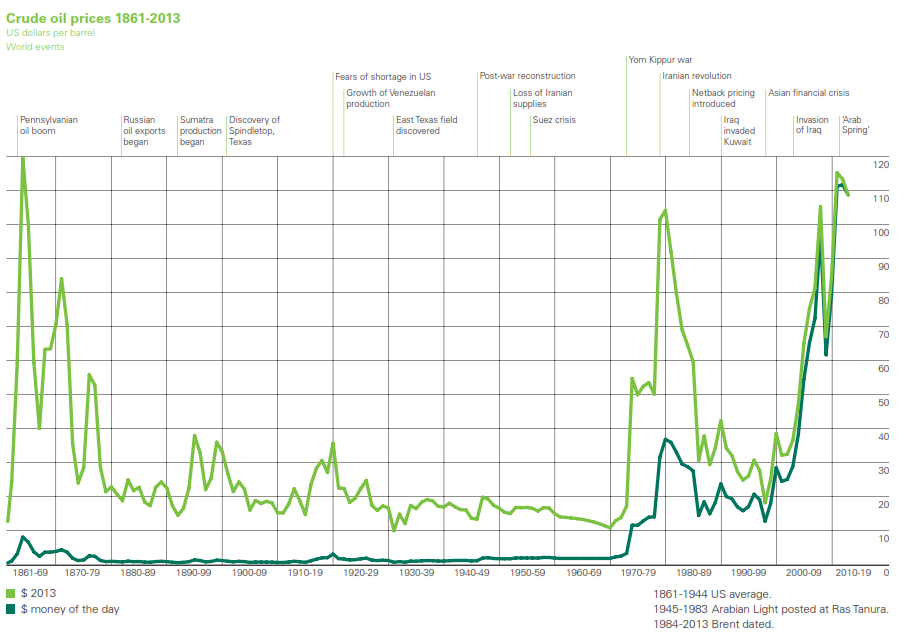 Crude oil prices 1861-2013
US dollars per barrel
World events
Yom Kippur war
Fears of shortage in US
Post-war reconstruction
Iranian revolution
Growth of Venezuelan
production
Loss of Iranian
supplies
Netback pricing
introduced
Asian financial crisis
Pennsylvanian
oil boom
Russian
oil exports
began
Sumatra
production
began
Discovery of
Spindletop,
Texas
East Texas field
discovered
Suez crisis
Iraq
invaded
Kuwait
Invasion
of Iraq
'Arab
Spring'
120
110
100
90
80
70
60
50
40
30
20
10
0
1861-69
1870-79
1880-89
1890-99
1900-09
1910-19
1920-29
1930-39
1940-49
1950-59
1960-69
1970-79
1980-89
1990-99
2000-09
2010-19
$ 2013
$ money of the day
1861-1944 US average.
1945-1983 Arabian Light posted at Ras Tanura.
1984-2013 Brent dated.